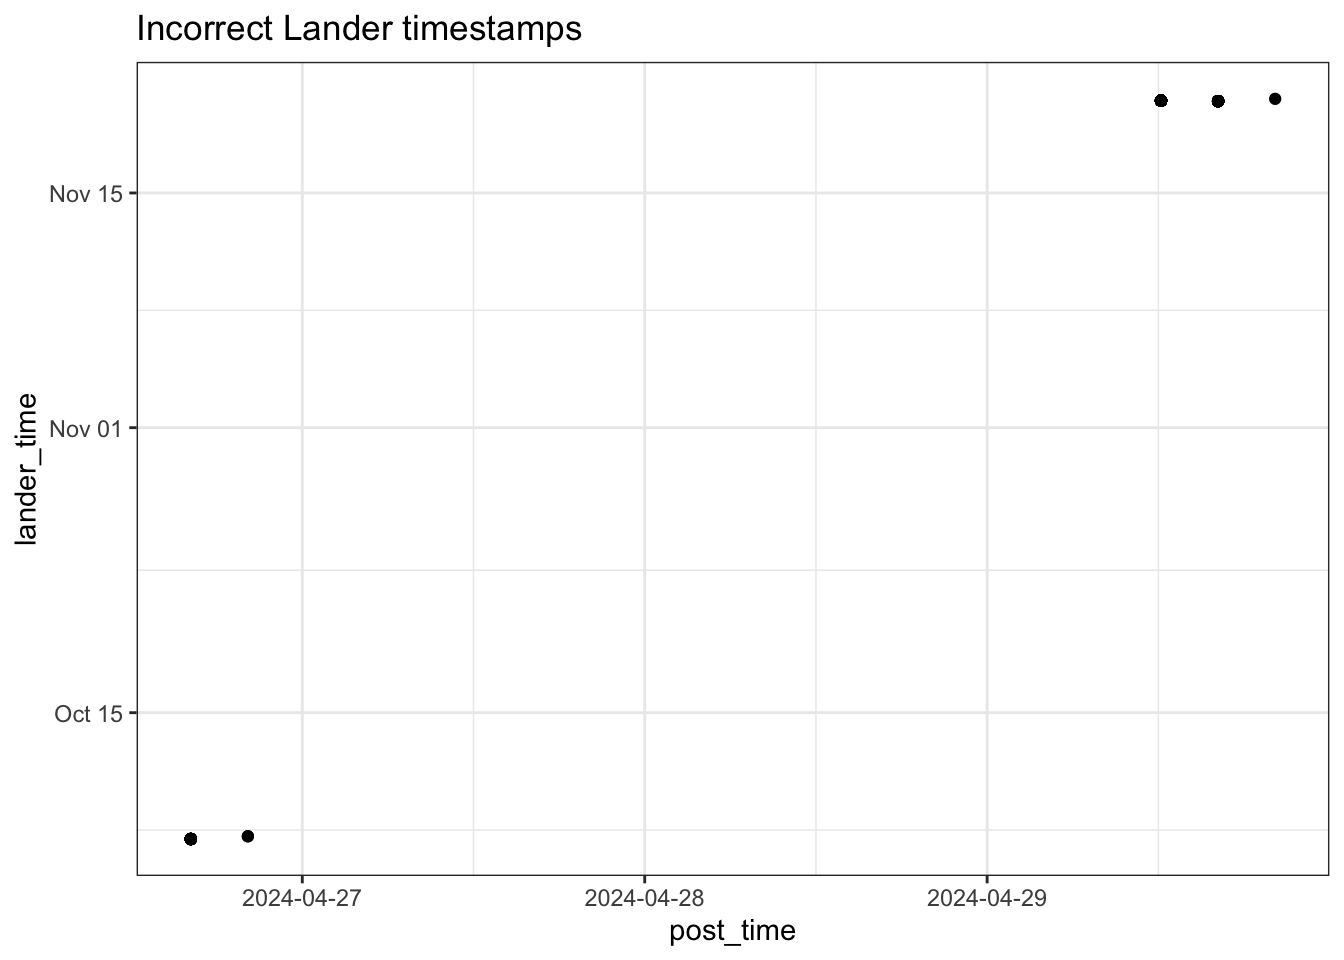 Incorrect Lander timestamps
Nov 15
Nov 01
Oct 15
lander_time
2024-04-27
2024-04-28
2024-04-29
post_time